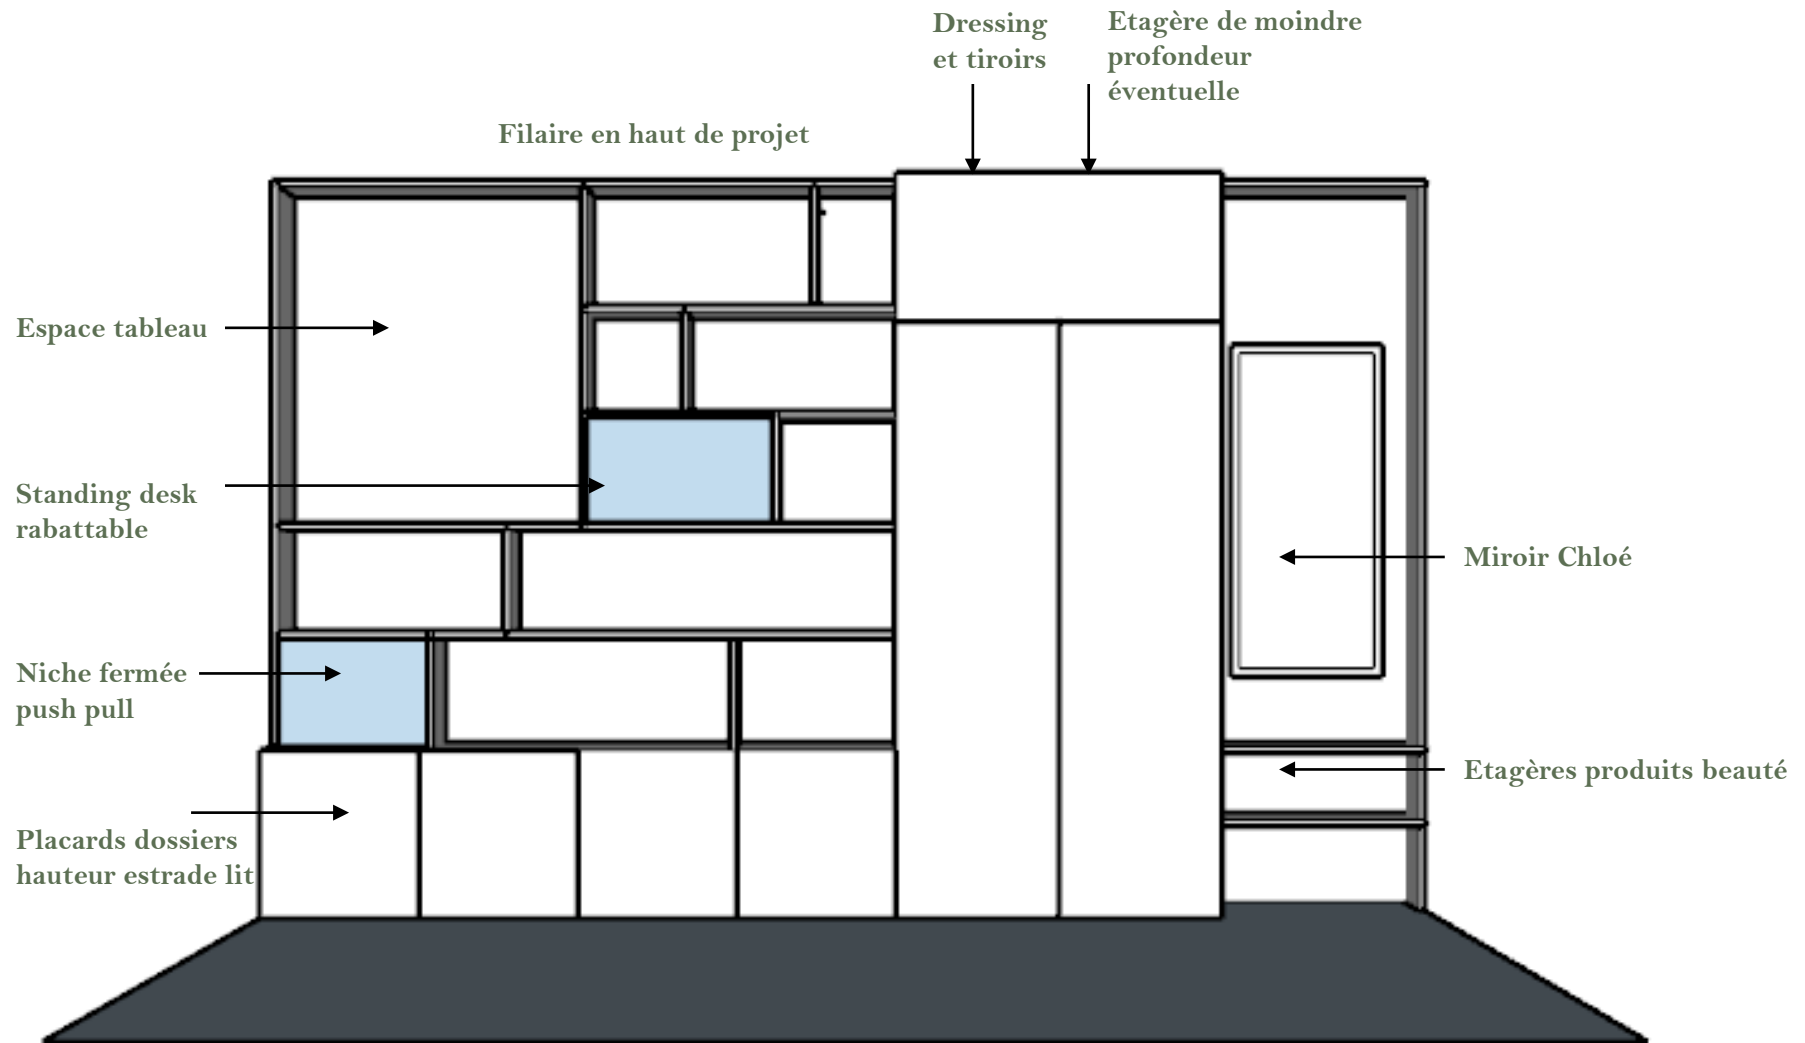 Dressing
et tiroirs
Etagère de moindre
profondeur
éventuelle
Filaire en haut de projet
Espace tableau
Standing desk
rabattable
Miroir Chloé
Niche fermée
push pull
Etagères produits beauté
Placards dossiers
hauteur estrade lit